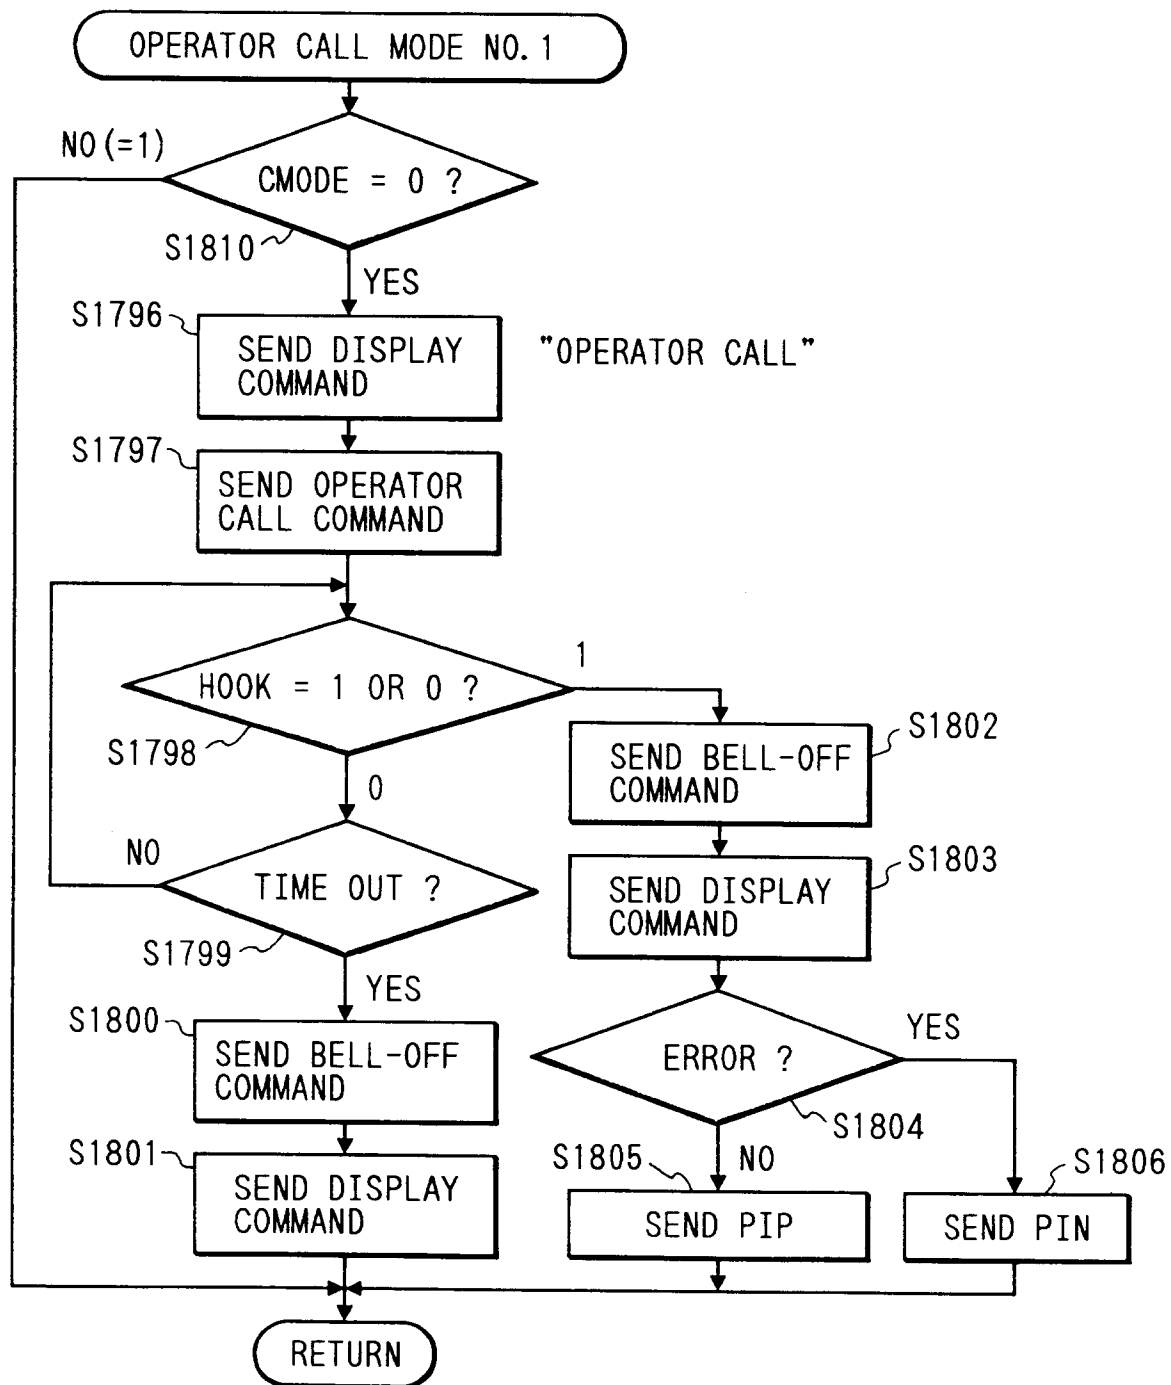 OPERATOR CALL MODE NO. 1
NO (=1)
CMODE = 0 ?
S1810
YES
S1796
SEND DISPLAY
COMMAND
"OPERATOR CALL"
S1797
SEND OPERATOR
CALL COMMAND
HOOK = 1 OR 0 ?
1
S1798
0
S1802
SEND BELL-OFF
COMMAND
NO
TIME OUT ?
S1799
YES
S1803
SEND DISPLAY
COMMAND
S1800
SEND BELL-OFF
COMMAND
ERROR ?
YES
S1804
NO
S1801
SEND DISPLAY
COMMAND
S1805
SEND PIP
S1806
SEND PIN
RETURN